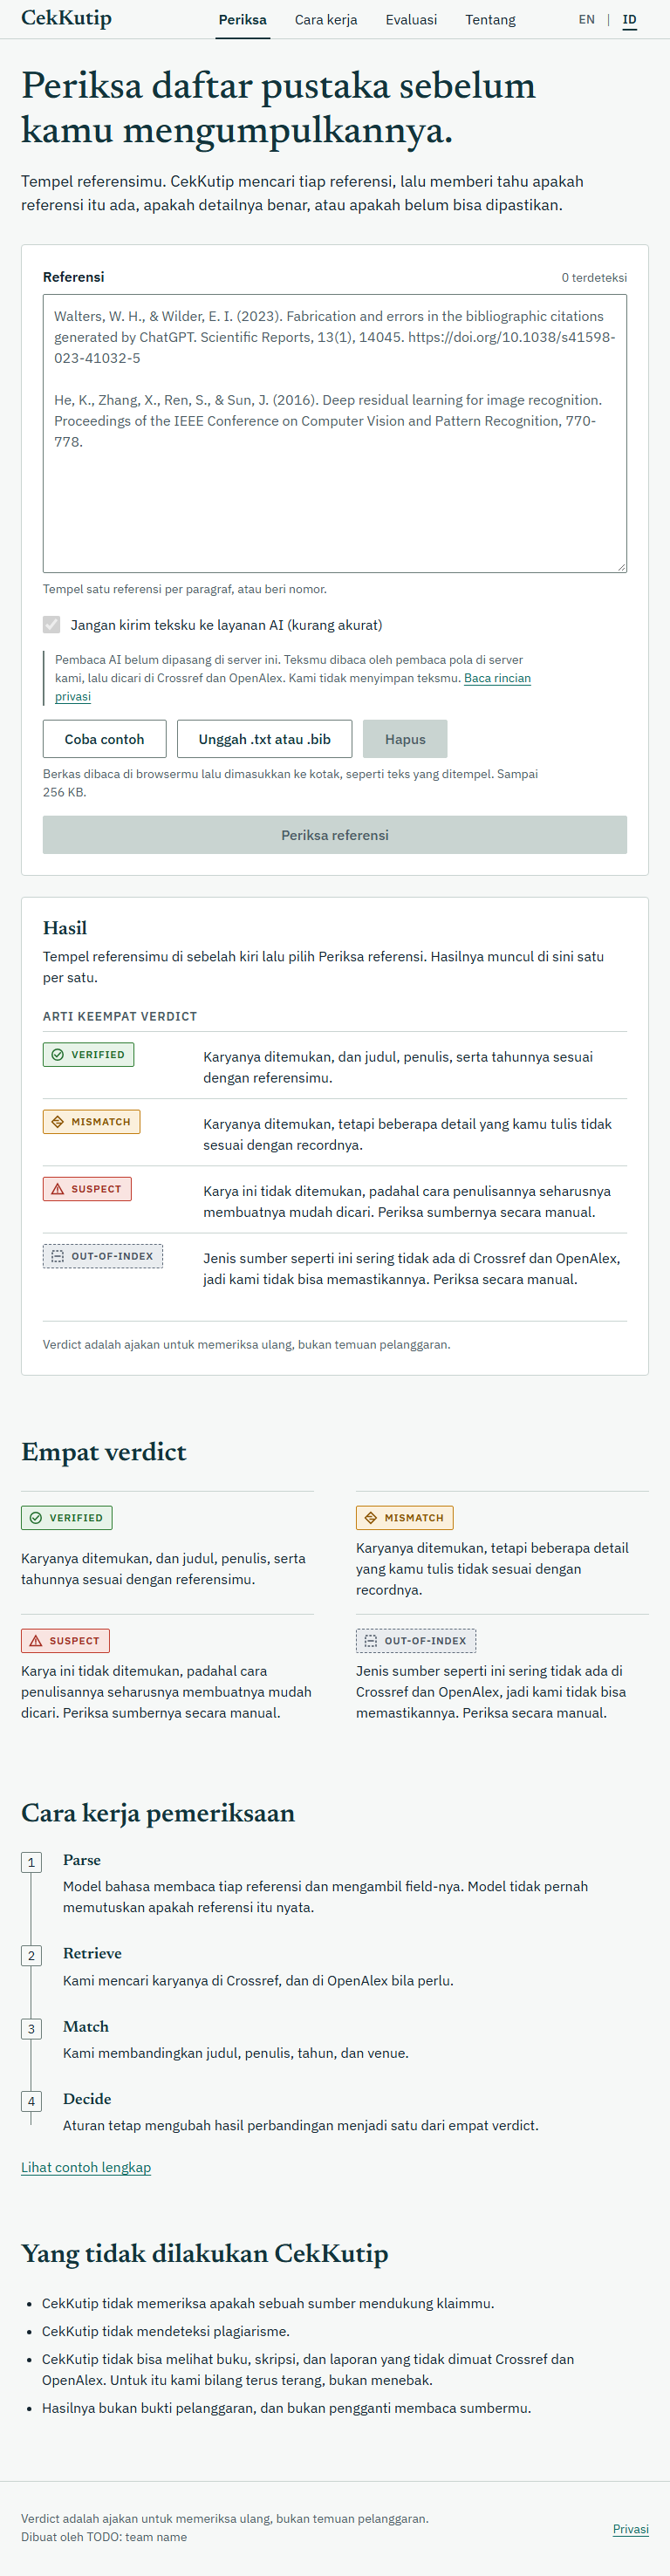 CekKutip
Periksa
Cara kerja
Evaluasi
Tentang
EN | ID
Periksa daftar pustaka sebelum
kamu mengumpulkannya.
Tempel referensimu. CekKutip mencari tiap referensi, lalu memberi tahu apakah
referensi itu ada, apakah detailnya benar, atau apakah belum bisa dipastikan.
Referensi
0 terdeteksi
Walters, W. H., & Wilder, E. I. (2023). Fabrication and errors in the bibliographic citations
generated by ChatGPT. Scientific Reports, 13(1), 14045. https://doi.org/10.1038/s41598-
023-41032-5
He, K., Zhang, X., Ren, S., & Sun, J. (2016). Deep residual learning for image recognition.
Proceedings of the IEEE Conference on Computer Vision and Pattern Recognition, 770-
778.
Tempel satu referensi per paragraf, atau beri nomor.
Jangan kirim teksku ke layanan AI (kurang akurat)
Pembaca AI belum dipasang di server ini. Teksmu dibaca oleh pembaca pola di server
kami, lalu dicari di Crossref dan OpenAlex. Kami tidak menyimpan teksmu. Baca rincian
privasi
Coba contoh
Unggah .txt atau .bib
Hapus
Berkas dibaca di browsermu lalu dimasukkan ke kotak, seperti teks yang ditempel. Sampai
256 KB.
Periksa referensi
Hasil
Tempel referensimu di sebelah kiri lalu pilih Periksa referensi. Hasilnya muncul di sini satu
per satu.
ARTI KEEMPAT VERDICT
VERIFIED
Karyanya ditemukan, dan judul, penulis, serta tahunnya sesuai
dengan referensimu.
MISMATCH
Karyanya ditemukan, tetapi beberapa detail yang kamu tulis tidak
sesuai dengan recordnya.
SUSPECT
Karya ini tidak ditemukan, padahal cara penulisannya seharusnya
membuatnya mudah dicari. Periksa sumbernya secara manual.
OUT-OF-INDEX
Jenis sumber seperti ini sering tidak ada di Crossref dan OpenAlex,
jadi kami tidak bisa memastikannya. Periksa secara manual.
Verdict adalah ajakan untuk memeriksa ulang, bukan temuan pelanggaran.
Empat verdict
VERIFIED
Karyanya ditemukan, dan judul, penulis, serta
tahunnya sesuai dengan referensimu.
MISMATCH
Karyanya ditemukan, tetapi beberapa detail
yang kamu tulis tidak sesuai dengan
recordnya.
SUSPECT
Karya ini tidak ditemukan, padahal cara
penulisannya seharusnya membuatnya mudah
dicari. Periksa sumbernya secara manual.
OUT-OF-INDEX
Jenis sumber seperti ini sering tidak ada di
Crossref dan OpenAlex, jadi kami tidak bisa
memastikannya. Periksa secara manual.
Cara kerja pemeriksaan
1
Parse
Model bahasa membaca tiap referensi dan mengambil field-nya. Model tidak pernah
memutuskan apakah referensi itu nyata.
2
Retrieve
Kami mencari karyanya di Crossref, dan di OpenAlex bila perlu.
3
Match
Kami membandingkan judul, penulis, tahun, dan venue.
4
Decide
Aturan tetap mengubah hasil perbandingan menjadi satu dari empat verdict.
Lihat contoh lengkap
Yang tidak dilakukan CekKutip
• CekKutip tidak memeriksa apakah sebuah sumber mendukung klaimmu.
• CekKutip tidak mendeteksi plagiarisme.
• CekKutip tidak bisa melihat buku, skripsi, dan laporan yang tidak dimuat Crossref dan
OpenAlex. Untuk itu kami bilang terus terang, bukan menebak.
• Hasilnya bukan bukti pelanggaran, dan bukan pengganti membaca sumbermu.
Verdict adalah ajakan untuk memeriksa ulang, bukan temuan pelanggaran.
Dibuat oleh TODO: team name
Privasi